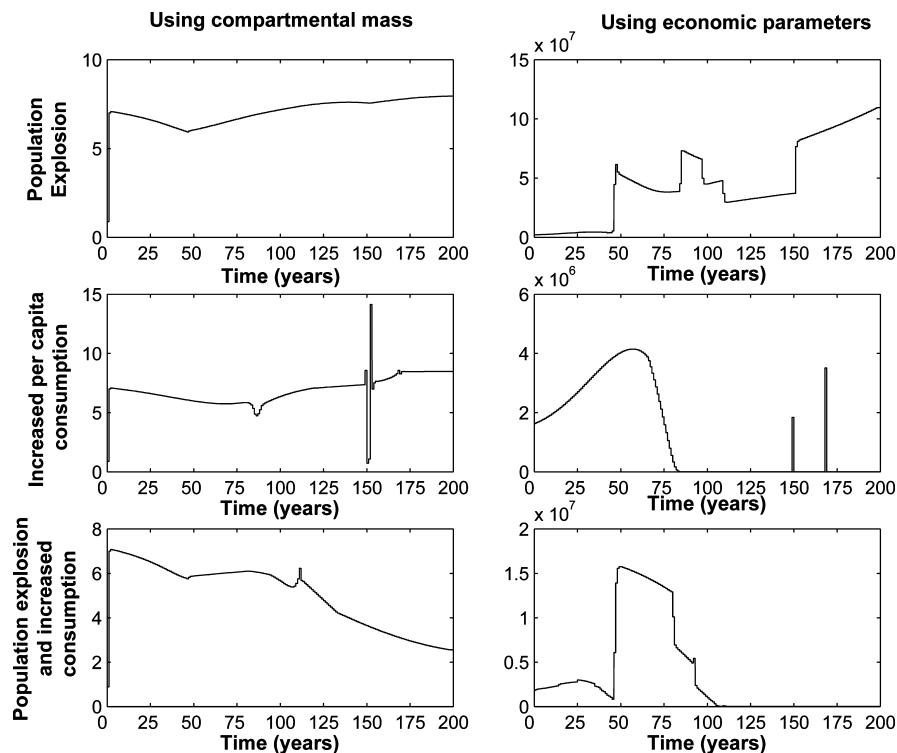 Using compartmental mass
Using economic parameters
Population
Explosion
10
5
0
0 25 50 75 100 125 150 175 200
Time (years)
x 10^7
15
10
5
0
0 25 50 75 100 125 150 175 200
Time (years)
Increased per capita
consumption
15
10
5
0
0 25 50 75 100 125 150 175 200
Time (years)
x 10^6
6
4
2
0
0 25 50 75 100 125 150 175 200
Time (years)
Population explosion
and increased
consumption
8
6
4
2
0
0 25 50 75 100 125 150 175 200
Time (years)
x 10^7
2
1.5
1
0.5
0
0 25 50 75 100 125 150 175 200
Time (years)